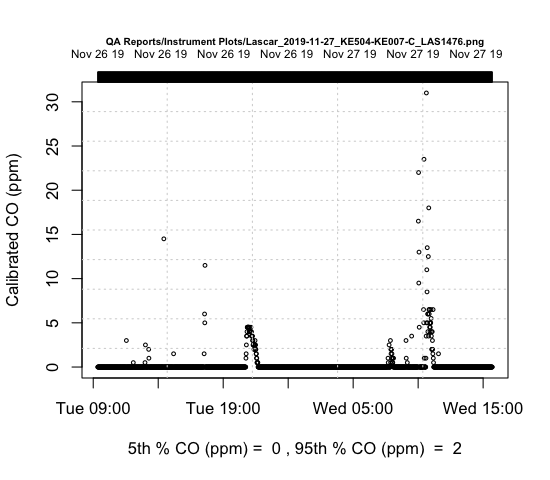 QA Reports/Instrument Plots/Lascar_2019-11-27_KE504-KE007-C_LAS1476.png
Nov 26 19 Nov 26 19 Nov 26 19 Nov 26 19 Nov 27 19 Nov 27 19 Nov 27 19
30
25
20
15
10
5
0
Calibrated CO (ppm)
Tue 09:00 Tue 19:00 Wed 05:00 Wed 15:00
5th % CO (ppm) = 0 , 95th % CO (ppm) = 2